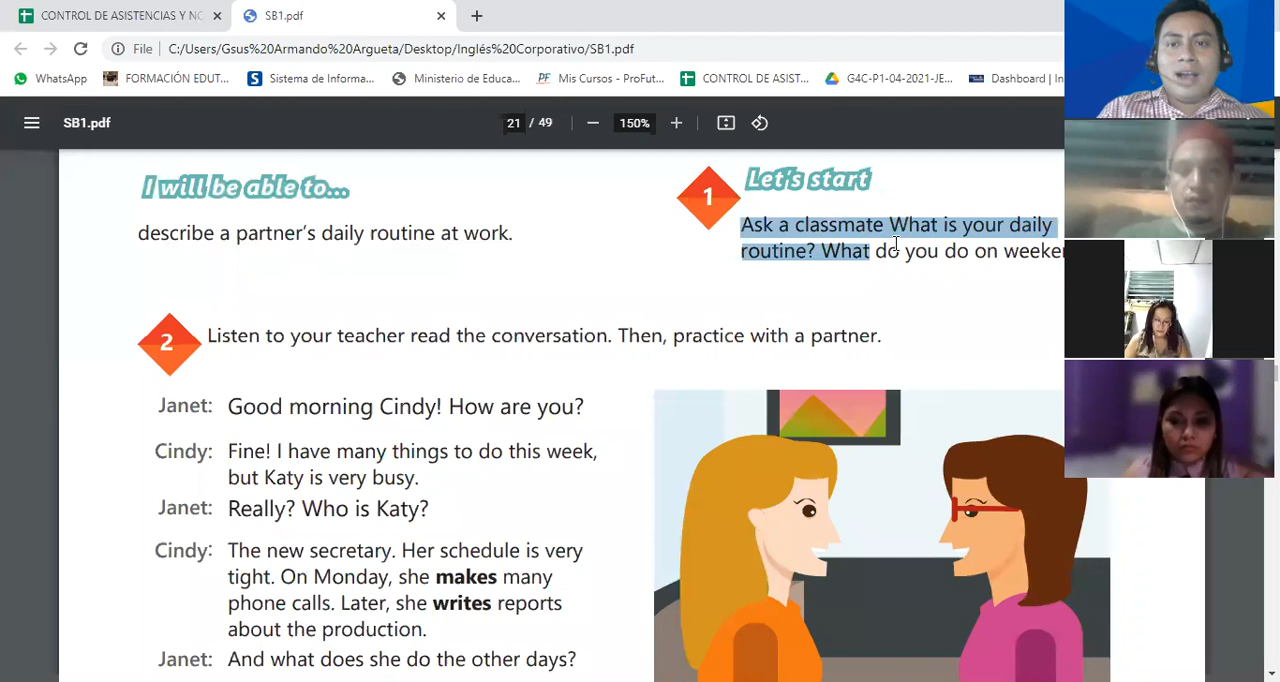 CONTROL DE ASISTENCIAS Y NO
SB1.pdf
File
C:/Users/Gsus%20Armando%20Argueta/Desktop/Inglés%20Corporativo/SB1.pdf
WhatsApp
FORMACIÓN EDUT...
Sistema de Informa...
Ministerio de Educa...
Mis Cursos - ProFut...
CONTROL DE ASIST...
G4C-P1-04-2021-JE...
Dashboard | In
SB1.pdf
21 / 49
150%
I will be able to...
describe a partner's daily routine at work.
1
Let's start
Ask a classmate What is your daily
routine? What do you do on weeken
2
Listen to your teacher read the conversation. Then, practice with a partner.
Janet: Good morning Cindy! How are you?
Cindy: Fine! I have many things to do this week,
but Katy is very busy.
Janet: Really? Who is Katy?
Cindy: The new secretary. Her schedule is very
tight. On Monday, she makes many
phone calls. Later, she writes reports
about the production.
Janet: And what does she do the other days?